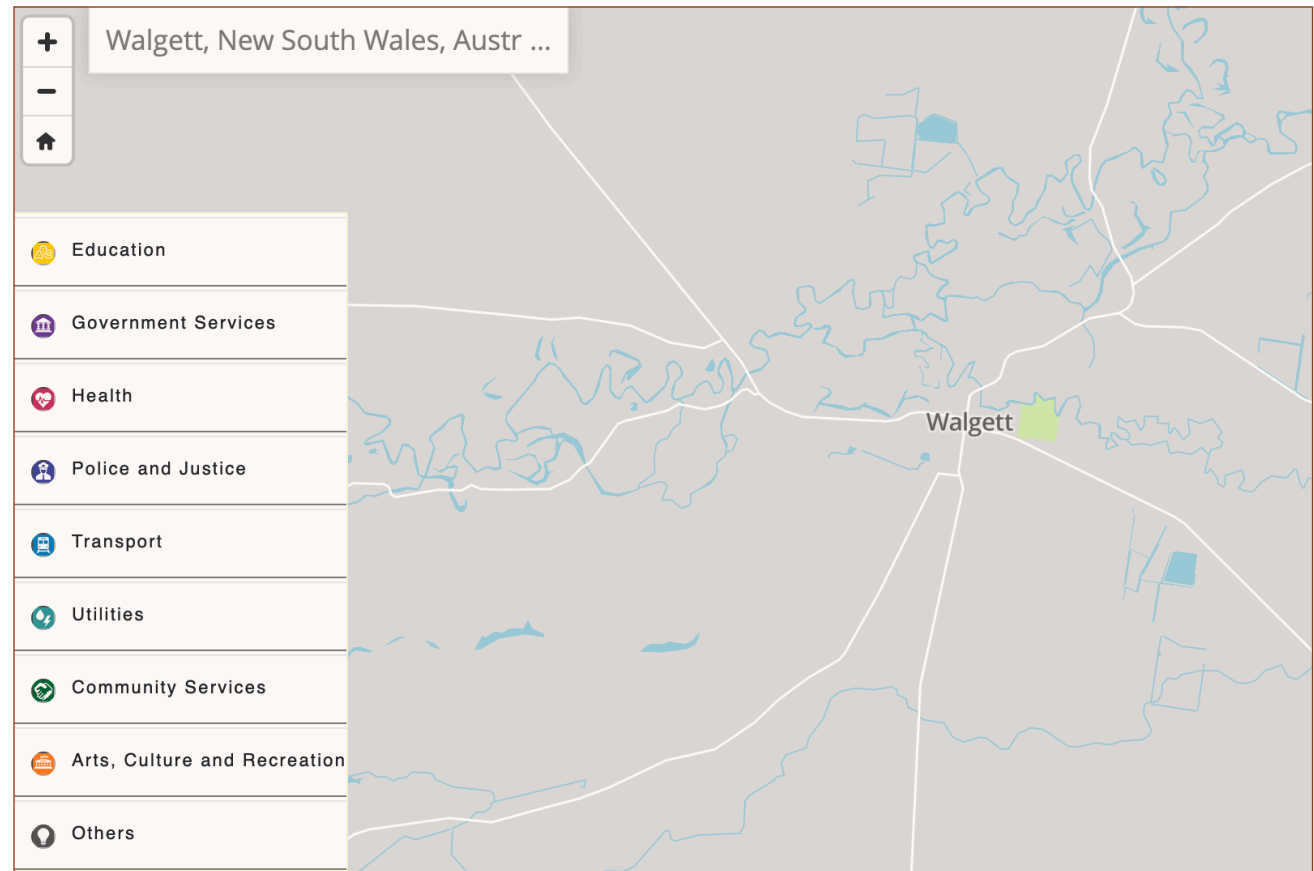 Walgett, New South Wales, Austr ...
Education
Government Services
Health
Police and Justice
Transport
Utilities
Community Services
Arts, Culture and Recreation
Others
Walgett